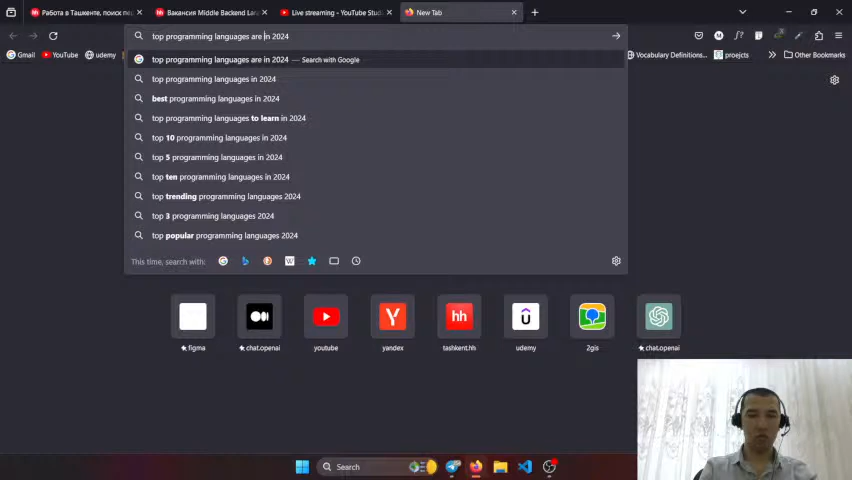 Работа в Ташкенте, поиск пе
Вакансия Middle Backend La
Live streaming - YouTube Stud
New Tab
top programming languages are in 2024
Gmail
YouTube
udemy
Vocabulary Definitions...
proejcts
Other Bookmarks
top programming languages are in 2024 — Search with Google
top programming languages in 2024
best programming languages in 2024
top programming languages to learn in 2024
top 10 programming languages in 2024
top 5 programming languages in 2024
top ten programming languages in 2024
top trending programming languages 2024
top 3 programming languages 2024
top popular programming languages 2024
This time, search with:
figma
chat.openai
youtube
yandex
tashkent.hh
udemy
2gis
chat.openai
Search